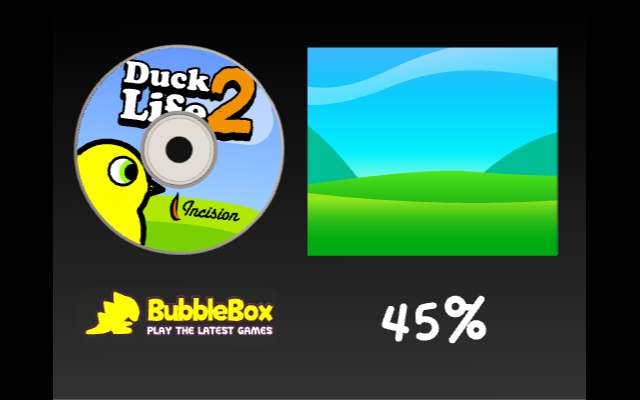 Duck
Life 2
Incision
BubbleBox
PLAY THE LATEST GAMES
45%